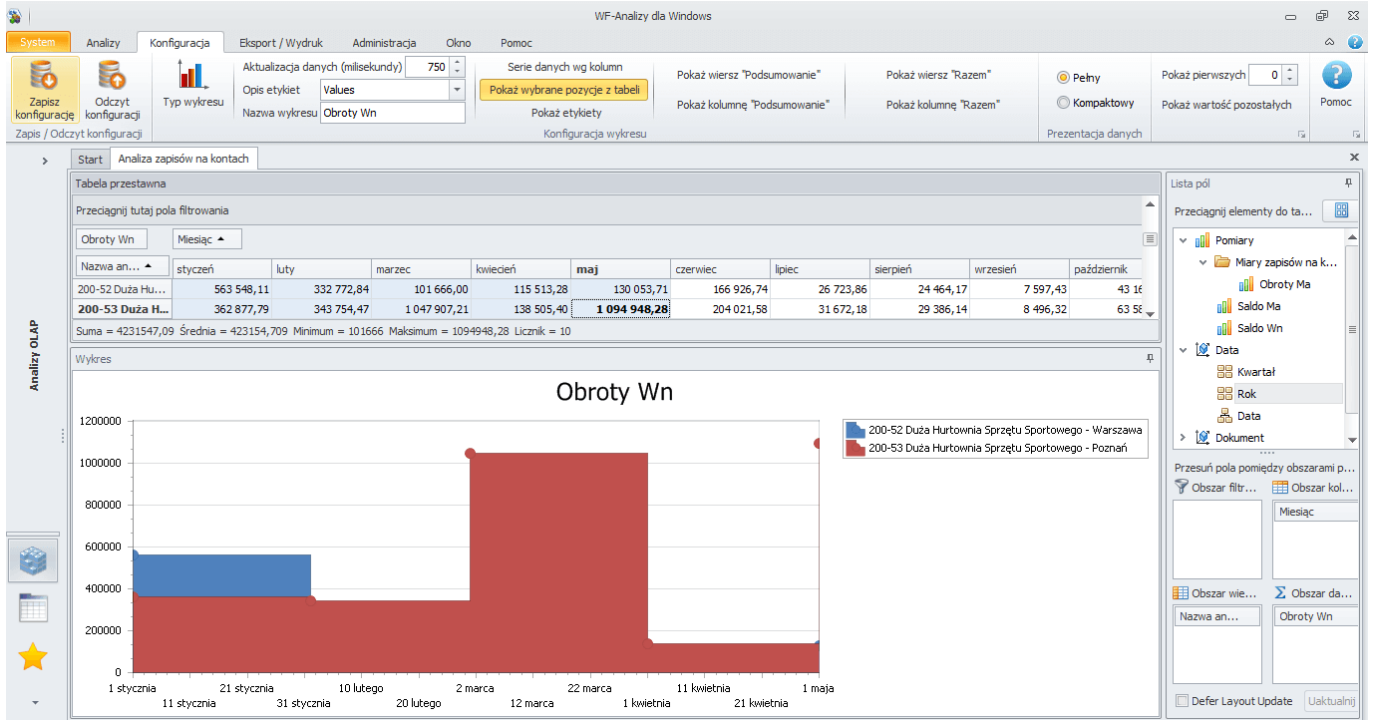 WF-Analizy dla Windows
System Analizy Konfiguracja Eksport / Wydruk Administracja Okno Pomoc
Zapisz konfigurację
Odczyt konfiguracji
Zapis / Odczyt konfiguracji
Typ wykresu
Aktualizacja danych (milisekundy) 750
Opis etykiet Values
Nazwa wykresu Obroty Wn
Serie danych wg kolumn
Pokaż wybrane pozycje z tabeli
Pokaż etykiety
Konfiguracja wykresu
Pokaż wiersz "Podsumowanie"
Pokaż kolumnę "Podsumowanie"
Pokaż wiersz "Razem"
Pokaż kolumnę "Razem"
Pełny
Kompaktowy
Prezentacja danych
Pokaż pierwszych 0
Pokaż wartość pozostałych
Pomoc
Analizy OLAP
Start Analiza zapisów na kontach
Tabela przestawna
Przeciągnij tutaj pola filtrowania
Obroty Wn Miesiąc
Nazwa an... styczeń luty marzec kwiecień maj czerwiec lipiec sierpień wrzesień październik
200-52 Duża Hu... 563 548,11 332 772,84 101 666,00 115 513,28 130 053,71 166 926,74 26 723,86 24 464,17 7 597,43 43 16
200-53 Duża H... 362 877,79 343 754,47 1 047 907,21 138 505,40 1 094 948,28 204 021,58 31 672,18 29 386,14 8 496,32 63 58
Suma = 4231547,09 Średnia = 423154,709 Minimum = 101666 Maksimum = 1094948,28 Licznik = 10
Wykres
Obroty Wn
1200000
1000000
800000
600000
400000
200000
0
1 stycznia 21 stycznia 10 lutego 2 marca 22 marca 11 kwietnia 1 maja
11 stycznia 31 stycznia 20 lutego 12 marca 1 kwietnia 21 kwietnia
200-52 Duża Hurtownia Sprzętu Sportowego - Warszawa
200-53 Duża Hurtownia Sprzętu Sportowego - Poznań
Lista pól
Przeciągnij elementy do ta...
Pomiary
Miary zapisów na k...
Obroty Ma
Saldo Ma
Saldo Wn
Data
Kwartał
Rok
Data
Dokument
Przesuń pola pomiędzy obszarami p...
Obszar filtr... Obszar kol...
Miesiąc
Obszar wie... Σ Obszar da...
Nazwa an... Obroty Wn
Defer Layout Update Uaktualnij